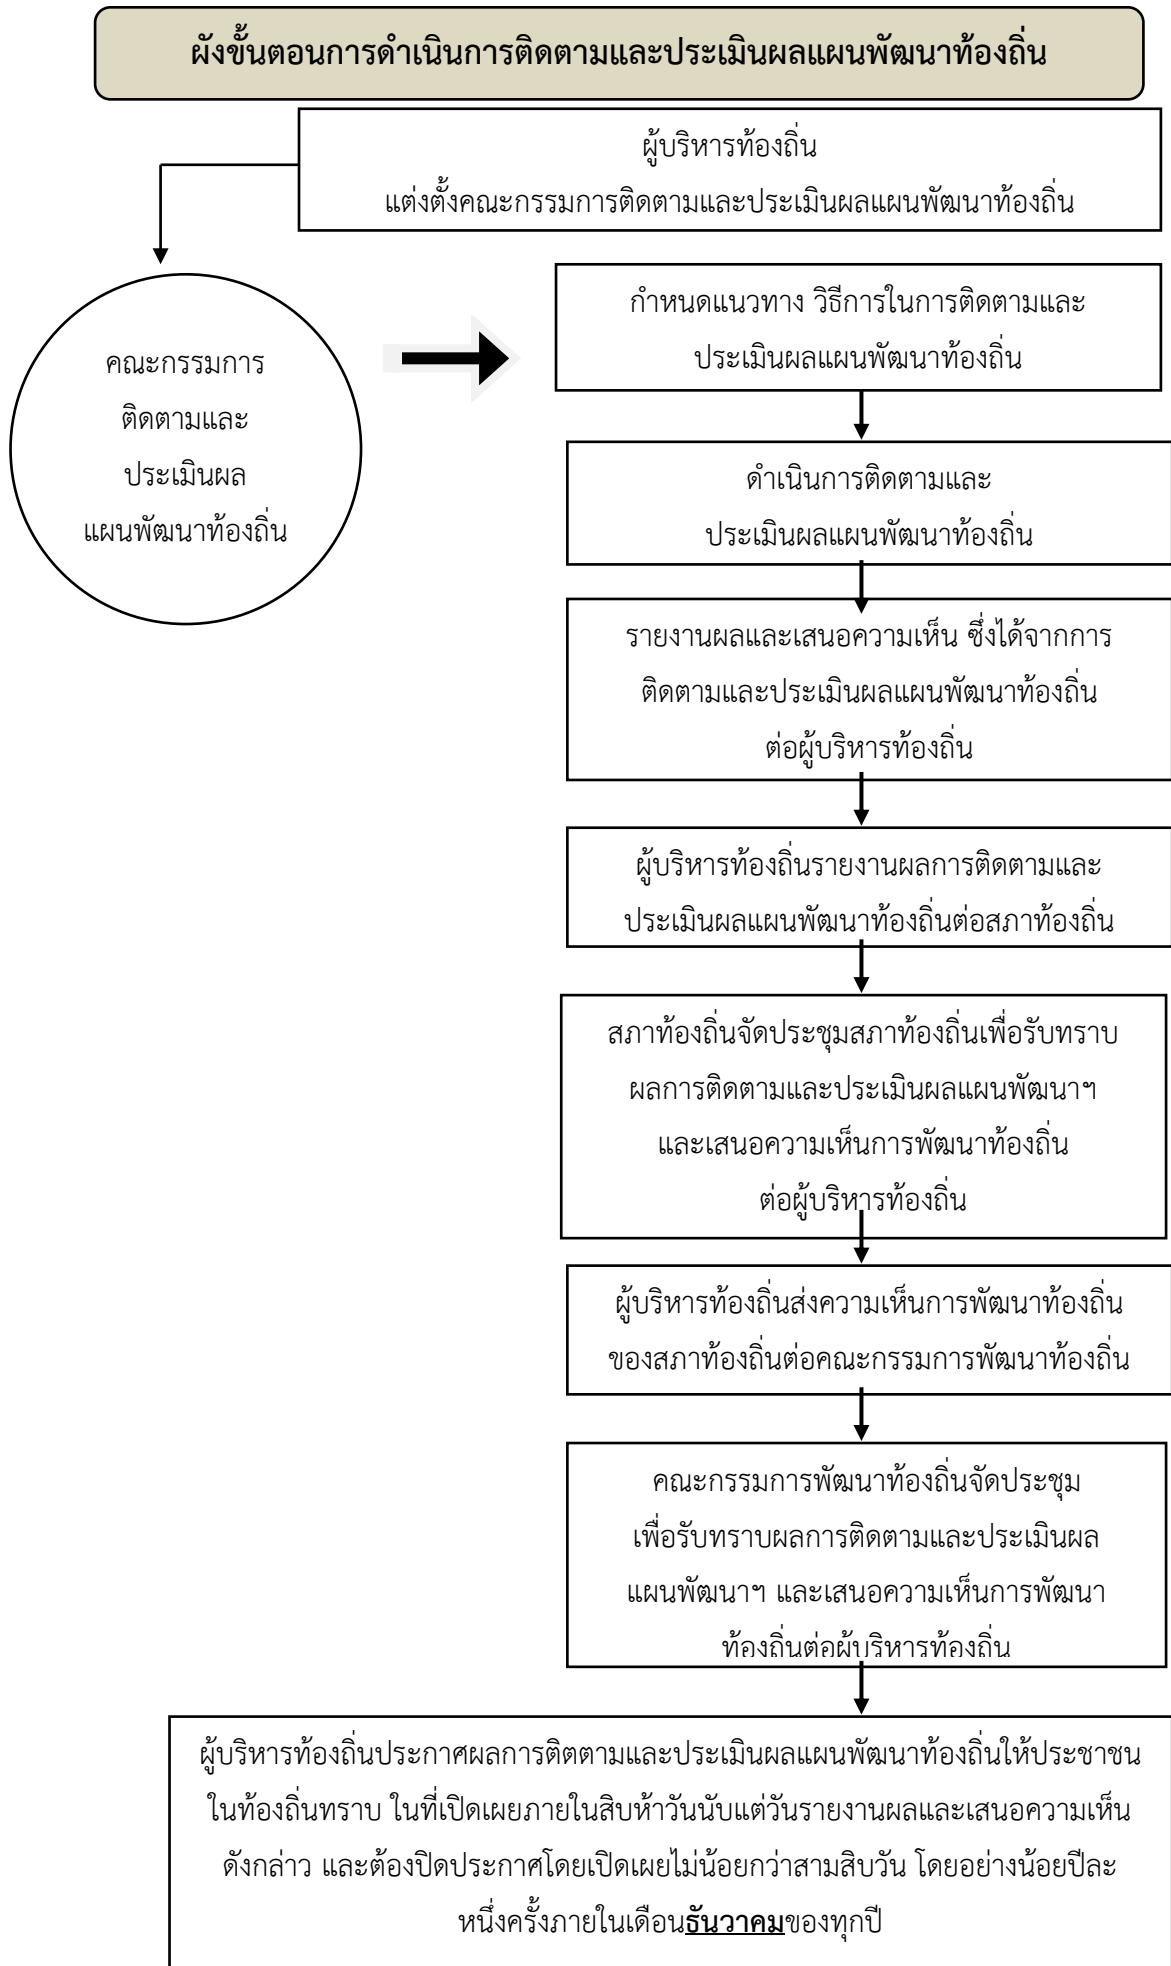 ผังขั้นตอนการดำเนินการติดตามและประเมินผลแผนพัฒนาท้องถิ่น
ผู้บริหารท้องถิ่น
แต่งตั้งคณะกรรมการติดตามและประเมินผลแผนพัฒนาท้องถิ่น
คณะกรรมการ
ติดตามและ
ประเมินผล
แผนพัฒนาท้องถิ่น
กำหนดแนวทาง วิธีการในการติดตามและ
ประเมินผลแผนพัฒนาท้องถิ่น
ดำเนินการติดตามและ
ประเมินผลแผนพัฒนาท้องถิ่น
รายงานผลและเสนอความเห็น ซึ่งได้จากการ
ติดตามและประเมินผลแผนพัฒนาท้องถิ่น
ต่อผู้บริหารท้องถิ่น
ผู้บริหารท้องถิ่นรายงานผลการติดตามและ
ประเมินผลแผนพัฒนาท้องถิ่นต่อสภาท้องถิ่น
สภาท้องถิ่นจัดประชุมสภาท้องถิ่นเพื่อรับทราบ
ผลการติดตามและประเมินผลแผนพัฒนาฯ
และเสนอความเห็นการพัฒนาท้องถิ่น
ต่อผู้บริหารท้องถิ่น
ผู้บริหารท้องถิ่นส่งความเห็นการพัฒนาท้องถิ่น
ของสภาท้องถิ่นต่อคณะกรรมการพัฒนาท้องถิ่น
คณะกรรมการพัฒนาท้องถิ่นจัดประชุม
เพื่อรับทราบผลการติดตามและประเมินผล
แผนพัฒนาฯ และเสนอความเห็นการพัฒนา
ท้องถิ่นต่อผู้บริหารท้องถิ่น
ผู้บริหารท้องถิ่นประกาศผลการติตตามและประเมินผลแผนพัฒนาท้องถิ่นให้ประชาชน
ในท้องถิ่นทราบ ในที่เปิดเผยภายในสิบห้าวันนับแต่วันรายงานผลและเสนอความเห็น
ดังกล่าว และต้องปิดประกาศโดยเปิดเผยไม่น้อยกว่าสามสิบวัน โดยอย่างน้อยปีละ
หนึ่งครั้งภายในเดือนธันวาคมของทุกปี